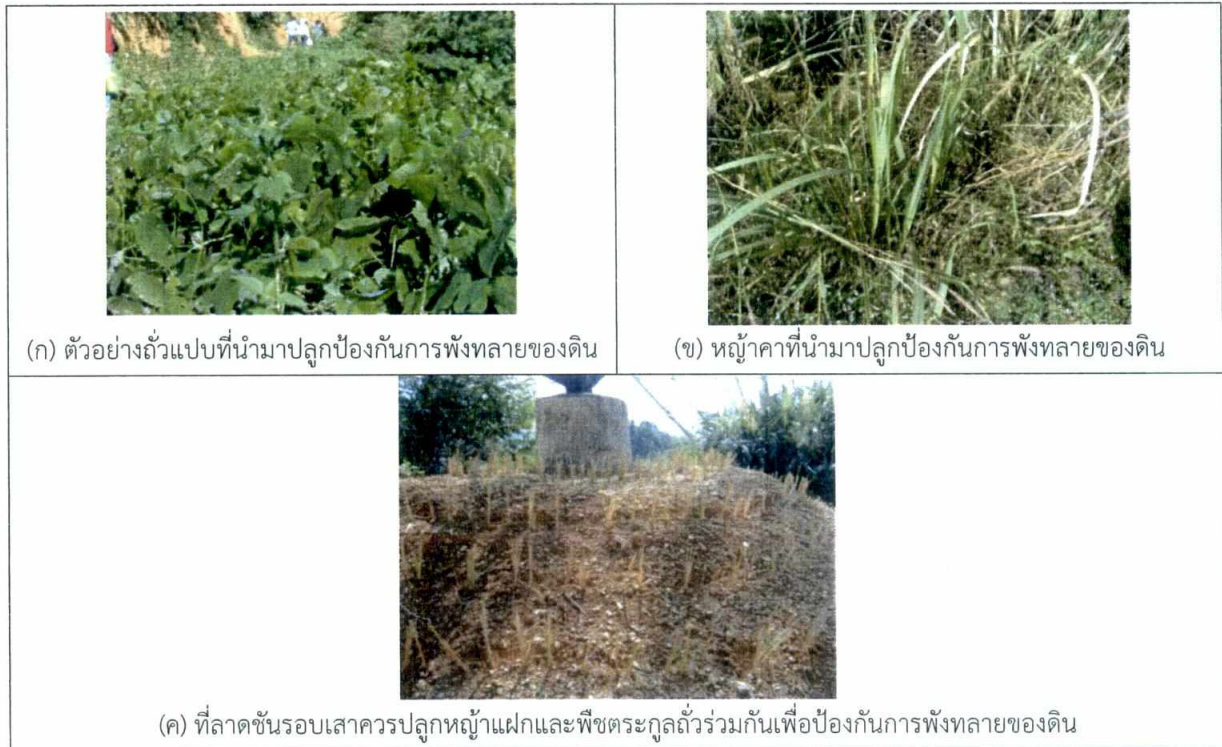 (ก) ตัวอย่างถั่วแปบที่นำมาปลูกป้องกันการพังทลายของดิน
(ข) หญ้าคาที่นำมาปลูกป้องกันการพังทลายของดิน
(ค) ที่ลาดชันรอบเสาควรปลูกหญ้าแฝกและพืชตระกูลถั่วร่วมกันเพื่อป้องกันการพังทลายของดิน